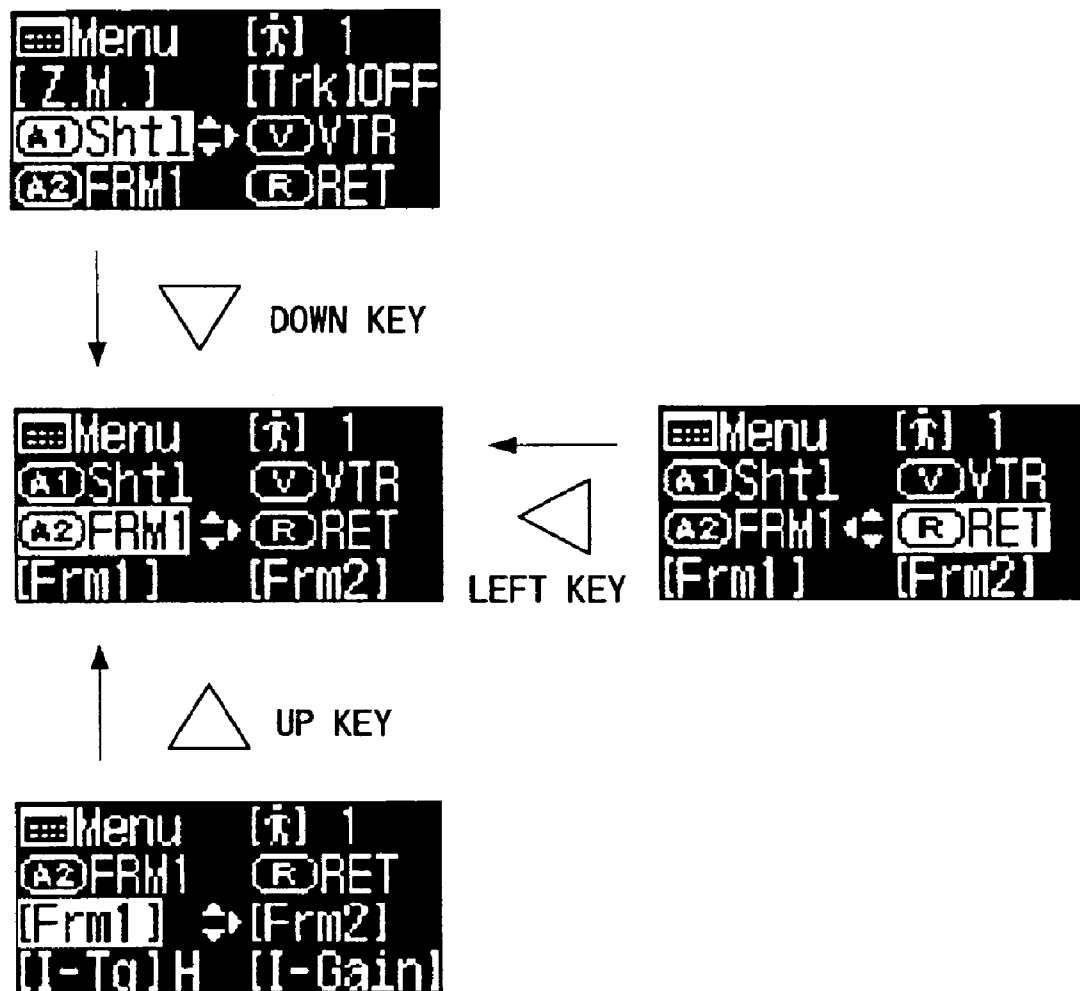 Menu [] 1
[Z.M.] [Trk]OFF
A1 Shtl V VTR
A2 FRM1 R RET
DOWN KEY
Menu [] 1
A1 Shtl V VTR
A2 FRM1 R RET
[Frm1] [Frm2]
LEFT KEY
Menu [] 1
A1 Shtl V VTR
A2 FRM1 R RET
[Frm1] [Frm2]
UP KEY
Menu [] 1
A2 FRM1 R RET
[Frm1] [Frm2]
[I-Tg]H [I-Gain]